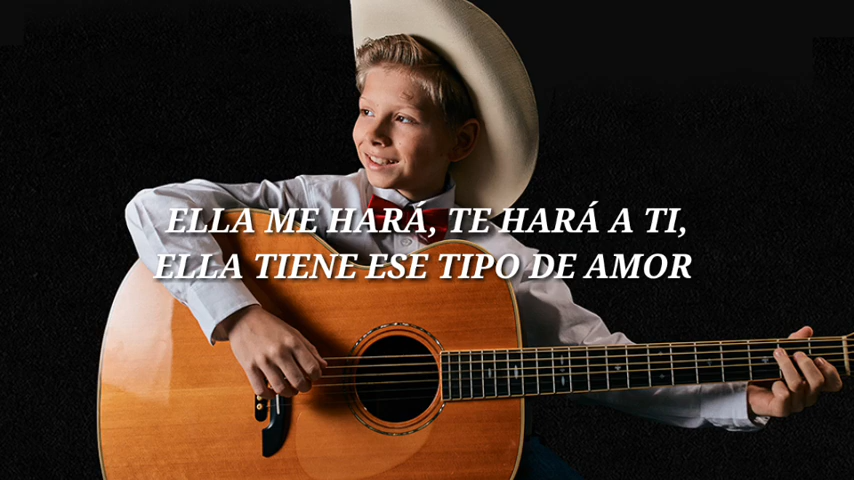 ELLA ME HARÁ, TE HARÁ A TI,
ELLA TIENE ESE TIPO DE AMOR